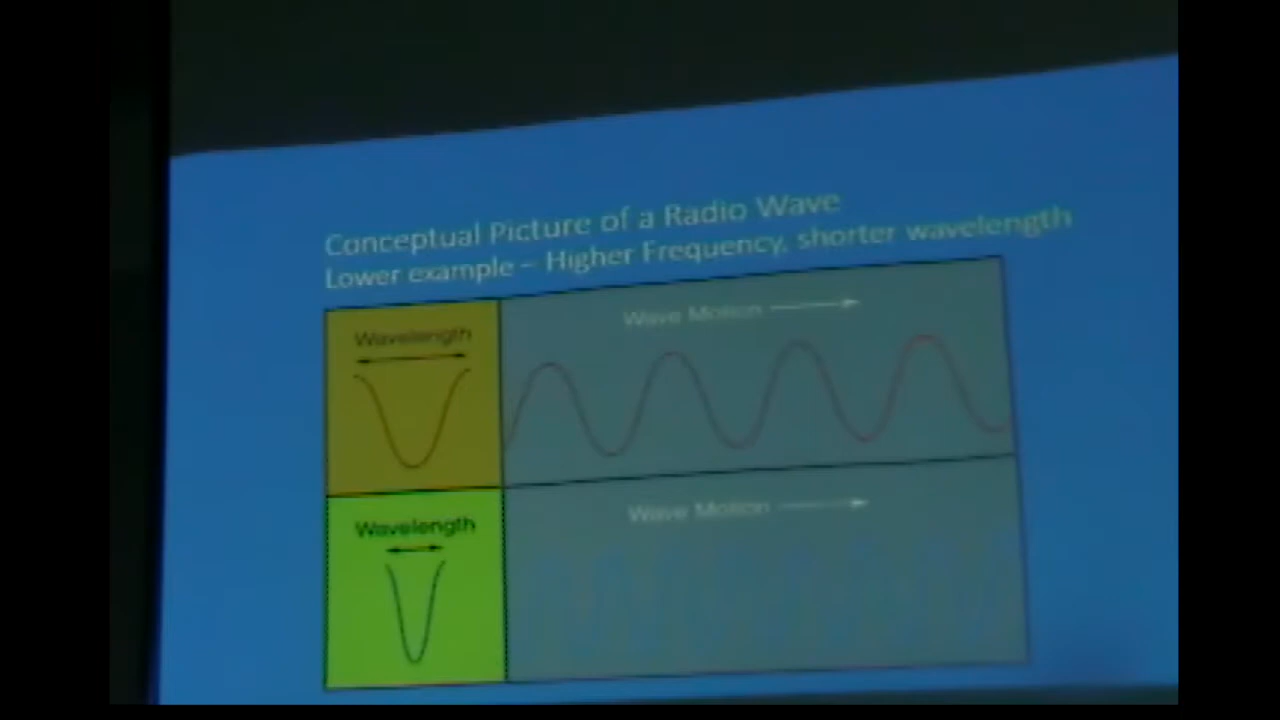 Conceptual Picture of a Radio Wave
Lower example – Higher Frequency, shorter wavelength
Wavelength
Wave Motion
Wavelength
Wave Motion